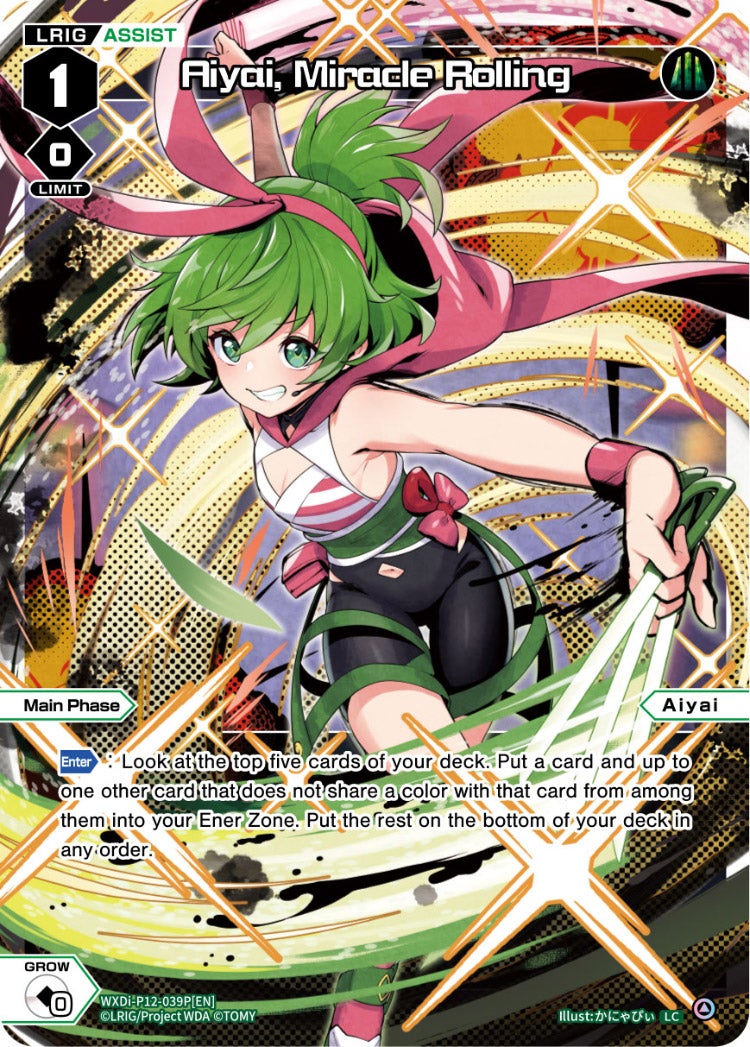 LRIG ASSIST
1
Aiyai, Miracle Rolling
0
LIMIT
Main Phase
Aiyai
Enter : Look at the top five cards of your deck. Put a card and up to
one other card that does not share a color with that card from among
them into your Ener Zone. Put the rest on the bottom of your deck in
any order.
GROW
0
WXDi-P12-039P[EN]
©LRIG/Project WDA ©TOMY
Illust:かにゃぴぃ LC